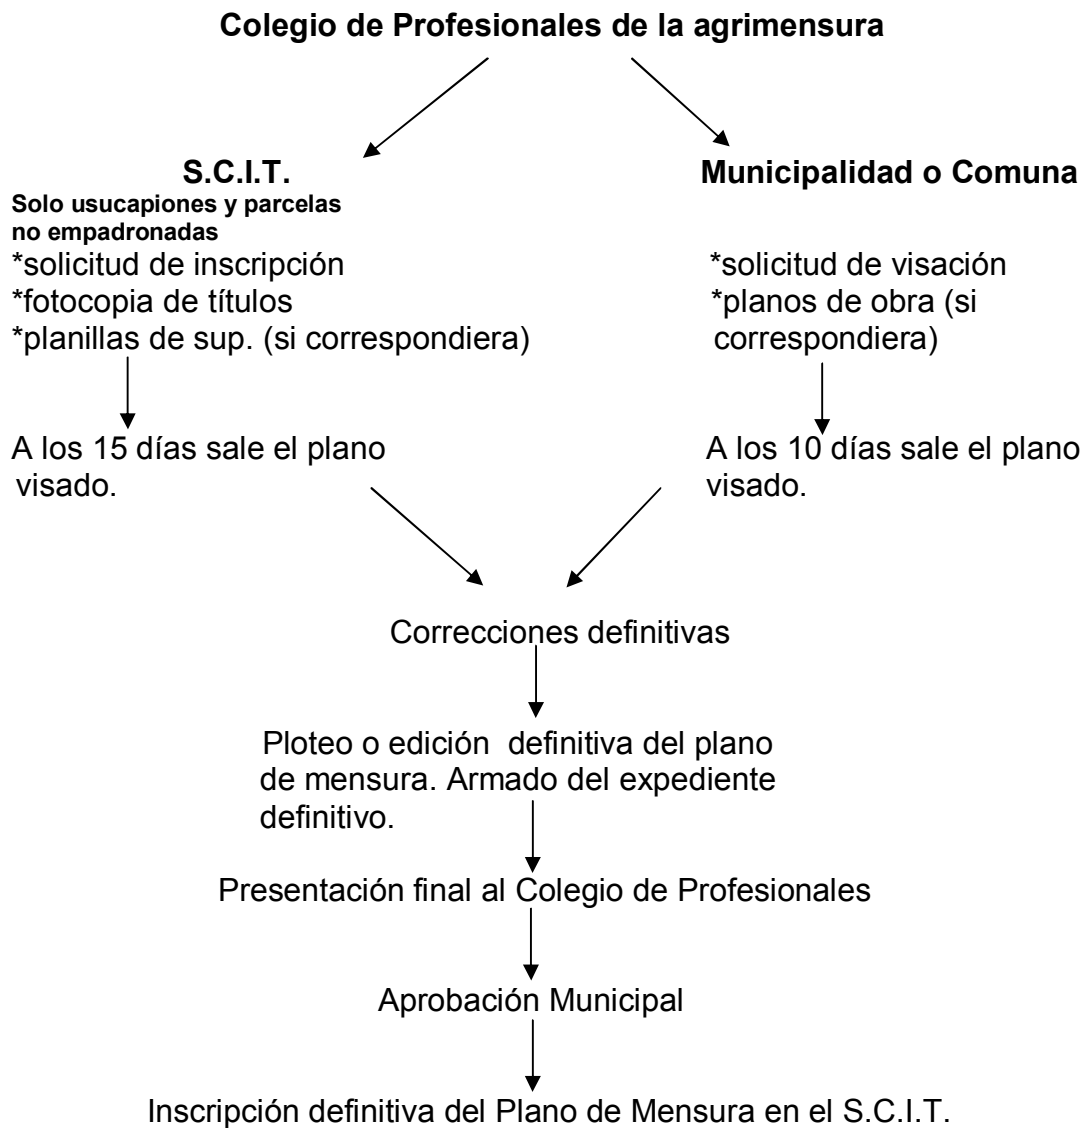 Colegio de Profesionales de la agrimensura
S.C.I.T.
Solo usucapiones y parcelas
no empadronadas
*solicitud de inscripción
*fotocopia de títulos
*planillas de sup. (si correspondiera)
A los 15 días sale el plano
visado.
Municipalidad o Comuna
*solicitud de visación
*planos de obra (si
correspondiera)
A los 10 días sale el plano
visado.
Correcciones definitivas
Ploteo o edición definitiva del plano
de mensura. Armado del expediente
definitivo.
Presentación final al Colegio de Profesionales
Aprobación Municipal
Inscripción definitiva del Plano de Mensura en el S.C.I.T.